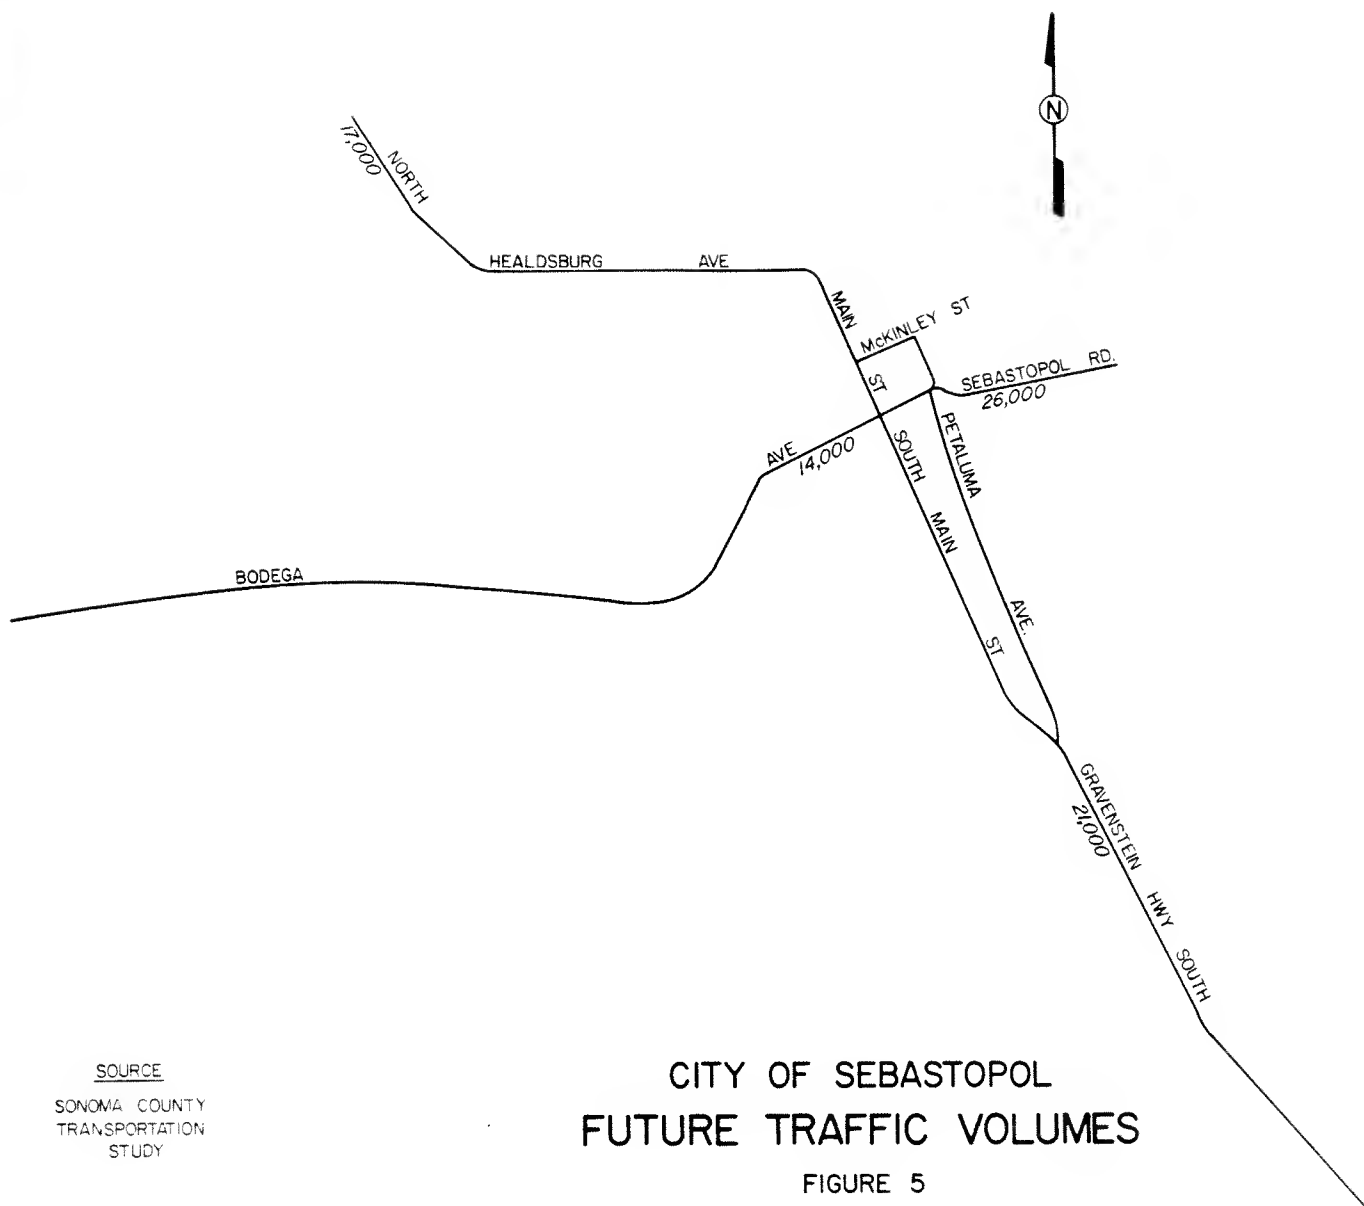 N
17,000
NORTH
HEALDSBURG AVE
MAIN ST
McKINLEY ST
SEBASTOPOL RD.
26,000
BODEGA AVE
14,000
SOUTH MAIN ST
PETALUMA AVE.
GRAVENSTEIN HWY SOUTH
21,000
SOURCE
SONOMA COUNTY
TRANSPORTATION
STUDY
CITY OF SEBASTOPOL
FUTURE TRAFFIC VOLUMES
FIGURE 5